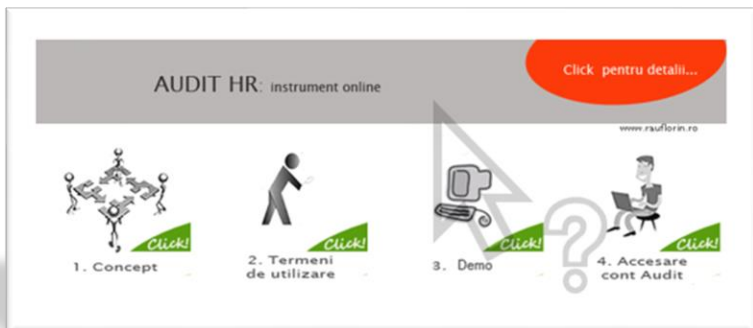 AUDIT HR: instrument online
Click pentru detalii...
www.rauflorin.ro
Click!
1. Concept
Click!
2. Termeni
de utilizare
Click!
3. Demo
Click!
4. Accesare
cont Audit